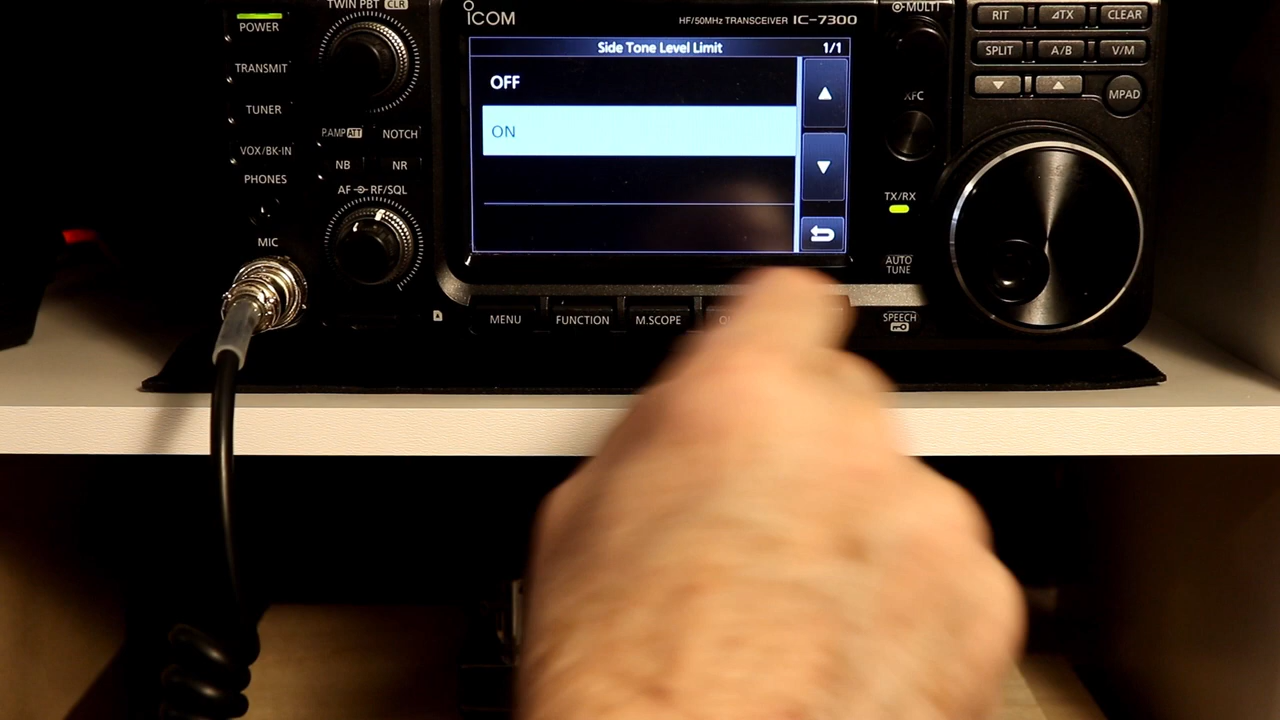 TWIN PBT CLR
POWER
TRANSMIT
TUNER
VOX/BK-IN
PHONES
MIC
P.AMP ATT
NOTCH
NB
NR
AF RF/SQL
ICOM
HF/50MHz TRANSCEIVER IC-7300
Side Tone Level Limit 1/1
OFF
ON
MENU
FUNCTION
M.SCOPE
MULTI
TX/RX
AUTO
TUNE
SPEECH
RIT
⊿TX
CLEAR
SPLIT
A/B
V/M
MPAD